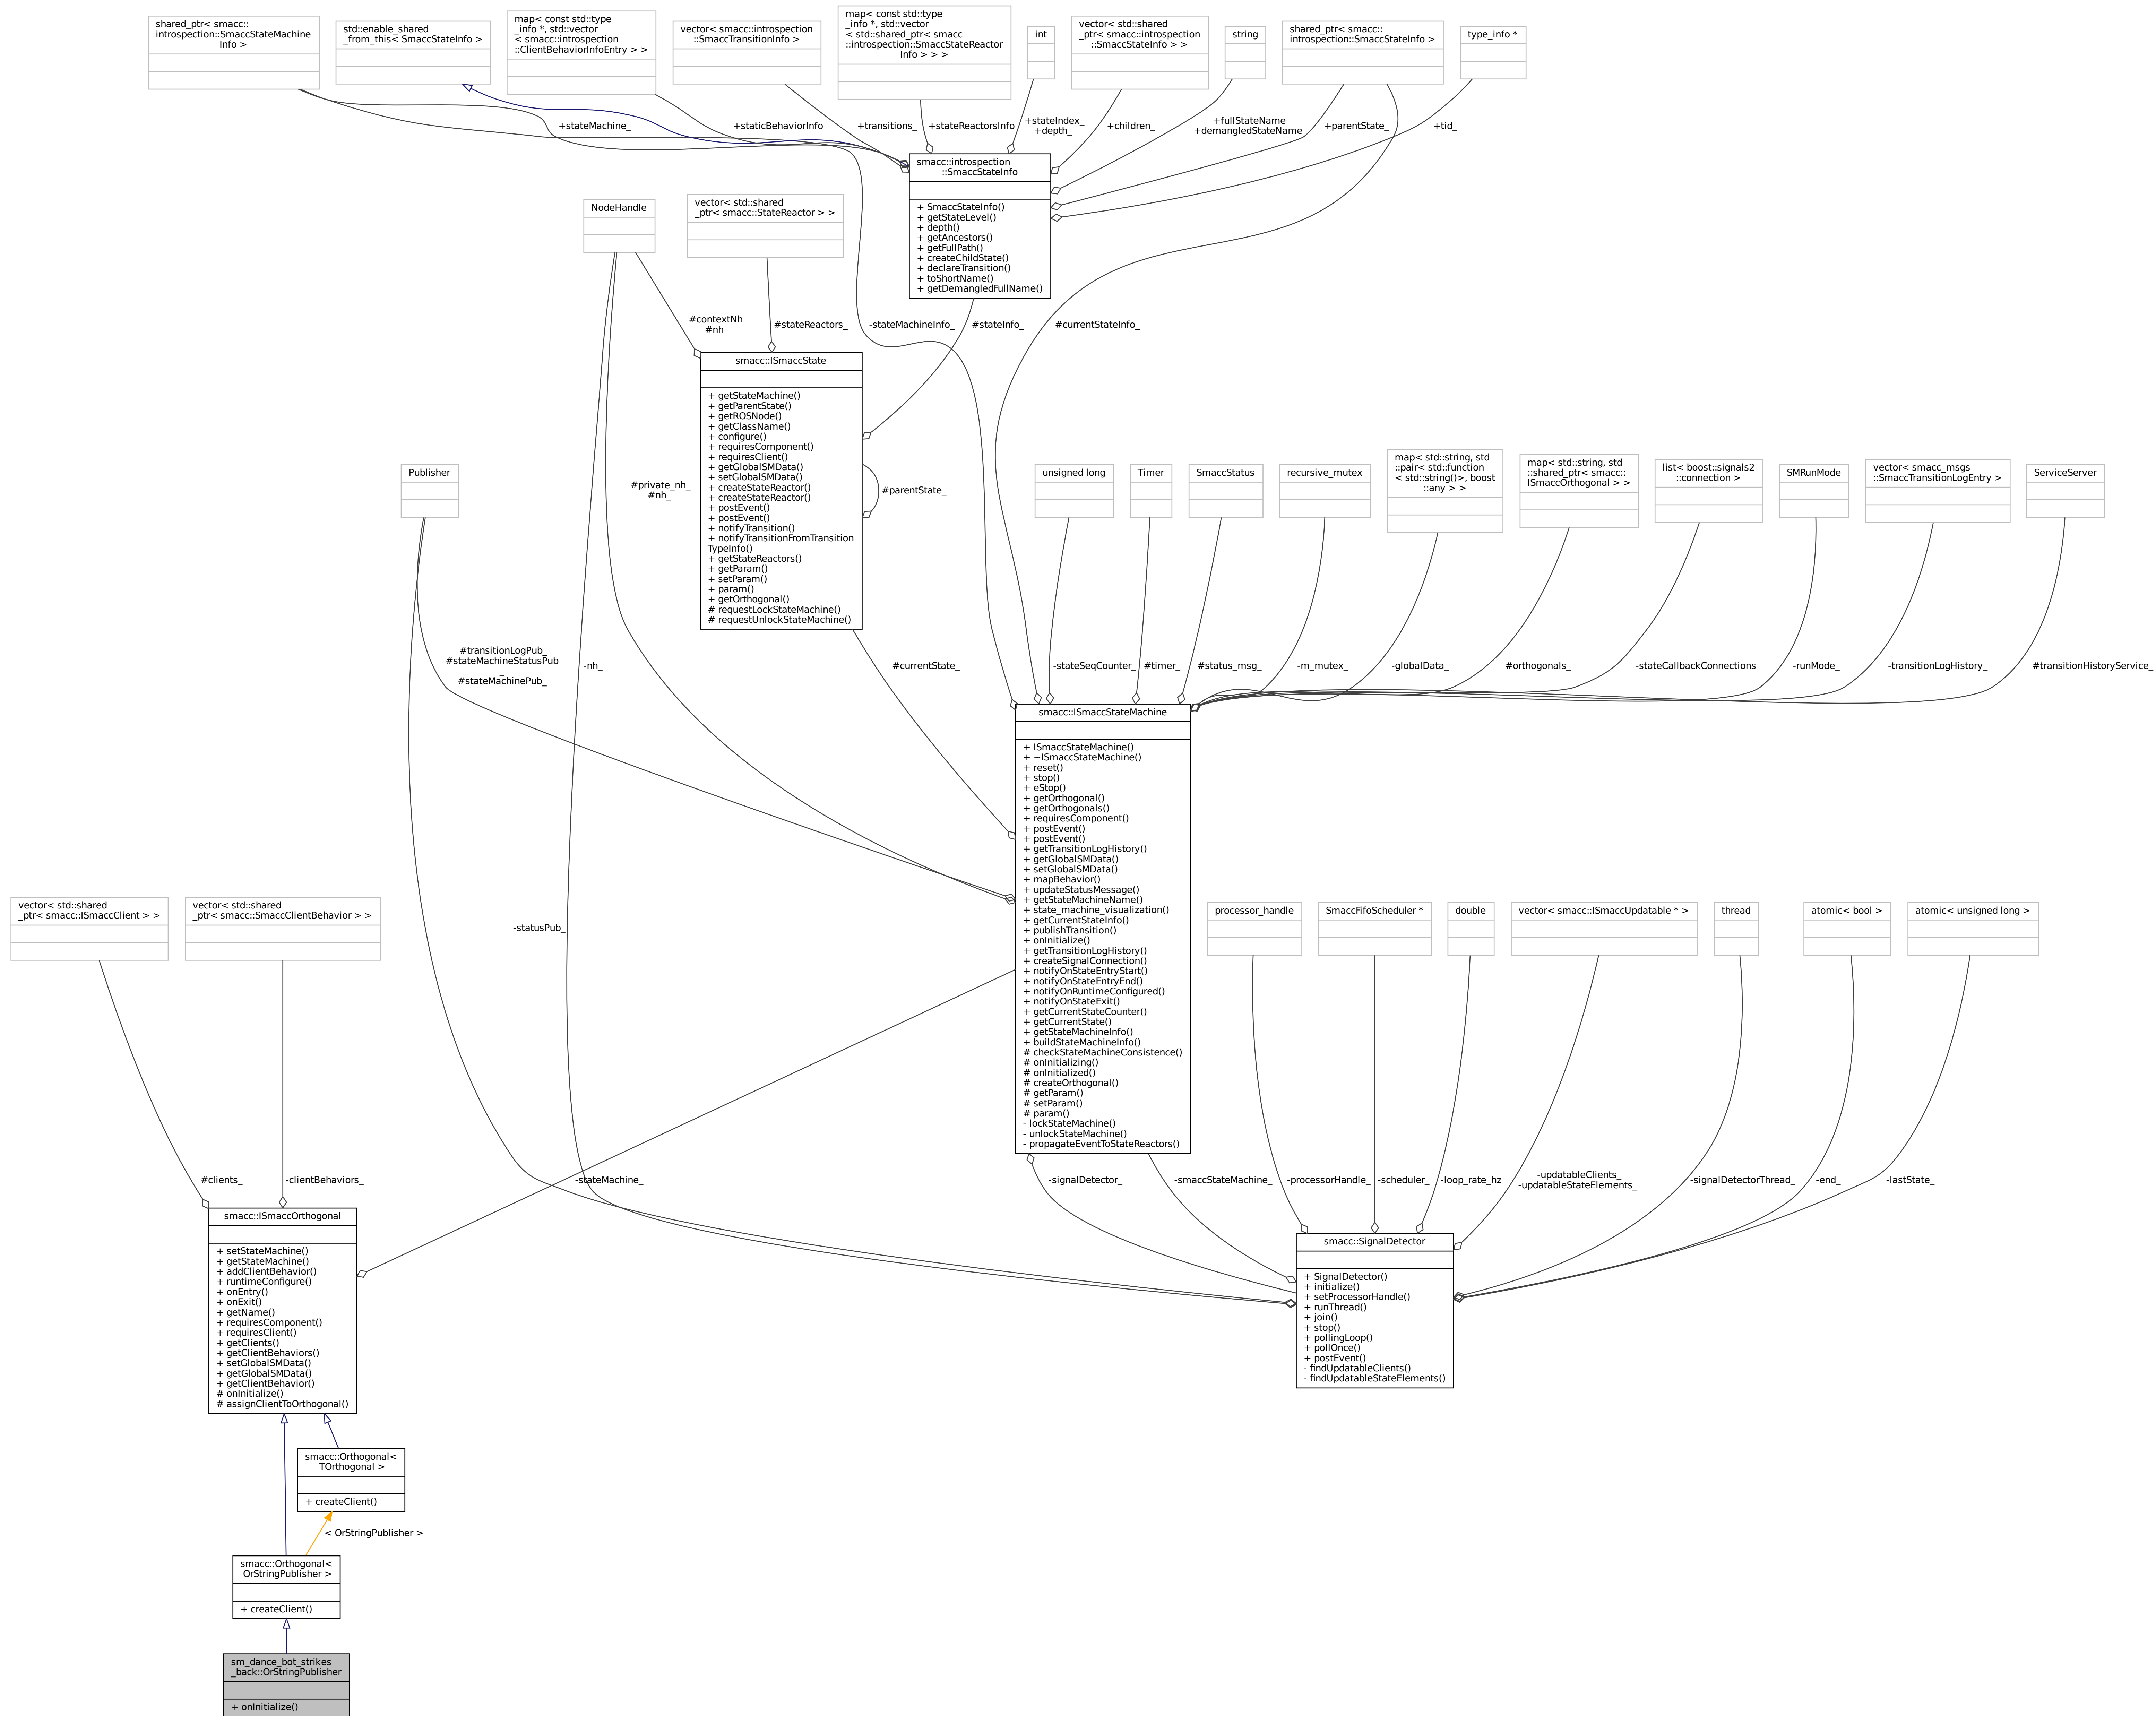 shared_ptr< smacc::
introspection::SmaccStateMachine
Info >
std::enable_shared
_from_this< SmaccStateInfo >
map< const std::type
_info *, std::vector
< smacc::introspection
::ClientBehaviorInfoEntry > >
vector< smacc::introspection
::SmaccTransitionInfo >
map< const std::type
_info *, std::vector
< std::shared_ptr< smacc
::introspection::SmaccStateReactor
Info > > >
int
vector< std::shared
_ptr< smacc::introspection
::SmaccStateInfo > >
string
shared_ptr< smacc::
introspection::SmaccStateInfo >
type_info *
+stateMachine_
+staticBehaviorInfo
+transitions_
+stateReactorsInfo
+stateIndex_
+depth_
+children_
+fullStateName
+demangledStateName
+parentState_
+tid_
smacc::introspection
::SmaccStateInfo
+ SmaccStateInfo()
+ getStateLevel()
+ depth()
+ getAncestors()
+ getFullPath()
+ createChildState()
+ declareTransition()
+ toShortName()
+ getDemangledFullName()
NodeHandle
vector< std::shared
_ptr< smacc::StateReactor > >
#contextNh
#nh
#stateReactors_
-stateMachineInfo_
#stateInfo_
#currentStateInfo_
smacc::ISmaccState
+ getStateMachine()
+ getParentState()
+ getROSNode()
+ getClassName()
+ configure()
+ requiresComponent()
+ requiresClient()
+ getGlobalSMData()
+ setGlobalSMData()
+ createStateReactor()
+ createStateReactor()
+ postEvent()
+ postEvent()
+ notifyTransition()
+ notifyTransitionFromTransition
TypeInfo()
+ getStateReactors()
+ getParam()
+ setParam()
+ param()
+ getOrthogonal()
# requestLockStateMachine()
# requestUnlockStateMachine()
#parentState_
Publisher
#private_nh_
#nh_
unsigned long
Timer
SmaccStatus
recursive_mutex
map< std::string, std
::pair< std::function
< std::string()>, boost
::any > >
map< std::string, std
::shared_ptr< smacc::
ISmaccOrthogonal > >
list< boost::signals2
::connection >
SMRunMode
vector< smacc_msgs
::SmaccTransitionLogEntry >
ServiceServer
#transitionLogPub_
#stateMachineStatusPub
_
#stateMachinePub_
-nh_
#currentState_
-stateSeqCounter_
#timer_
#status_msg_
-m_mutex_
-globalData_
#orthogonals_
-stateCallbackConnections
-runMode_
-transitionLogHistory_
#transitionHistoryService_
smacc::ISmaccStateMachine
+ ISmaccStateMachine()
+ ~ISmaccStateMachine()
+ reset()
+ stop()
+ eStop()
+ getOrthogonal()
+ getOrthogonals()
+ requiresComponent()
+ postEvent()
+ postEvent()
+ getTransitionLogHistory()
+ getGlobalSMData()
+ setGlobalSMData()
+ mapBehavior()
+ updateStatusMessage()
+ getStateMachineName()
+ state_machine_visualization()
+ getCurrentStateInfo()
+ publishTransition()
+ onInitialize()
+ getTransitionLogHistory()
+ createSignalConnection()
+ notifyOnStateEntryStart()
+ notifyOnStateEntryEnd()
+ notifyOnRuntimeConfigured()
+ notifyOnStateExit()
+ getCurrentStateCounter()
+ getCurrentState()
+ getStateMachineInfo()
+ buildStateMachineInfo()
# checkStateMachineConsistence()
# onInitializing()
# onInitialized()
# createOrthogonal()
# getParam()
# setParam()
# param()
- lockStateMachine()
- unlockStateMachine()
- propagateEventToStateReactors()
vector< std::shared
_ptr< smacc::ISmaccClient > >
vector< std::shared
_ptr< smacc::SmaccClientBehavior > >
-statusPub_
processor_handle
SmaccFifoScheduler *
double
vector< smacc::ISmaccUpdatable * >
thread
atomic< bool >
atomic< unsigned long >
#clients_
-clientBehaviors_
-stateMachine_
-signalDetector_
-smaccStateMachine_
-processorHandle_
-scheduler_
-loop_rate_hz
-updatableClients_
-updatableStateElements_
-signalDetectorThread_
-end_
-lastState_
smacc::ISmaccOrthogonal
+ setStateMachine()
+ getStateMachine()
+ addClientBehavior()
+ runtimeConfigure()
+ onEntry()
+ onExit()
+ getName()
+ requiresComponent()
+ requiresClient()
+ getClients()
+ getClientBehaviors()
+ setGlobalSMData()
+ getGlobalSMData()
+ getClientBehavior()
# onInitialize()
# assignClientToOrthogonal()
smacc::SignalDetector
+ SignalDetector()
+ initialize()
+ setProcessorHandle()
+ runThread()
+ join()
+ stop()
+ pollingLoop()
+ pollOnce()
+ postEvent()
- findUpdatableClients()
- findUpdatableStateElements()
smacc::Orthogonal<
TOrthogonal >
+ createClient()
< OrStringPublisher >
smacc::Orthogonal<
OrStringPublisher >
+ createClient()
sm_dance_bot_strikes
_back::OrStringPublisher
+ onInitialize()